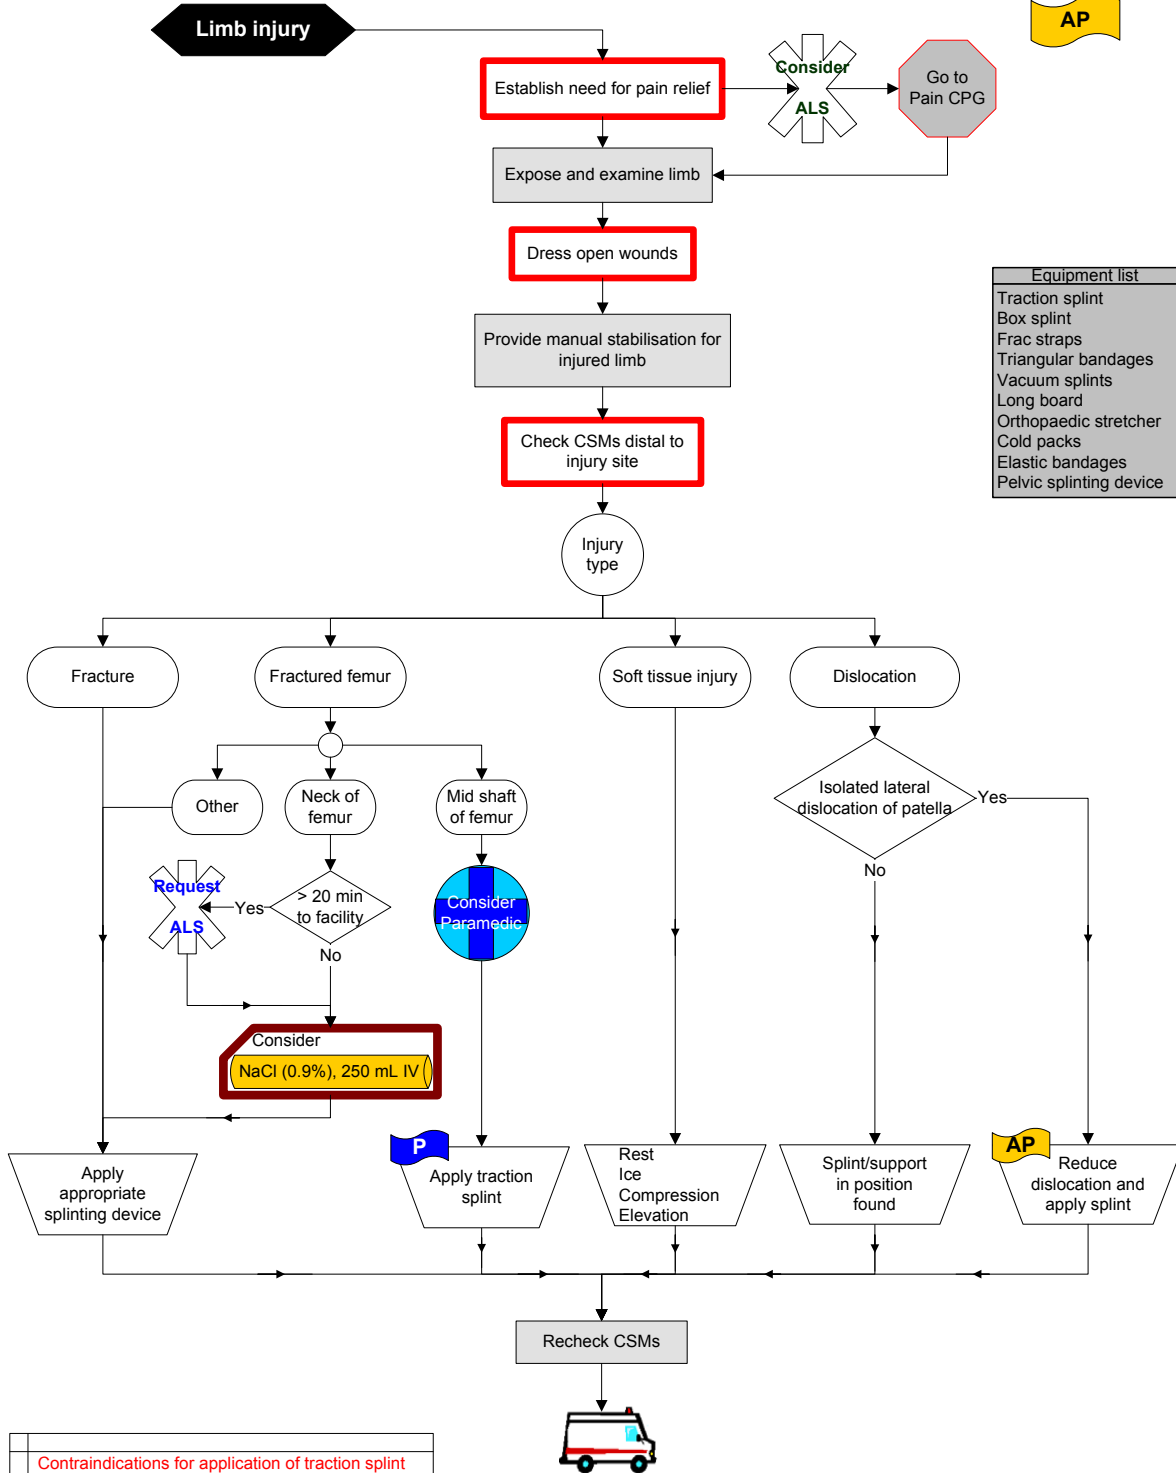 Limb injury
AP
Establish need for pain relief
Consider
ALS
Go to
Pain CPG
Expose and examine limb
Dress open wounds
Equipment list
Traction splint
Box splint
Frac straps
Triangular bandages
Vacuum splints
Long board
Orthopaedic stretcher
Cold packs
Elastic bandages
Pelvic splinting device
Provide manual stabilisation for
injured limb
Check CSMs distal to
injury site
Injury
type
Fracture
Fractured femur
Soft tissue injury
Dislocation
Other
Neck of
femur
Mid shaft
of femur
Isolated lateral
dislocation of patella
Yes
No
Request
ALS
Yes
> 20 min
to facility
No
Consider
Paramedic
Consider
NaCl (0.9%), 250 mL IV
Apply
appropriate
splinting device
P
Apply traction
splint
Rest
Ice
Compression
Elevation
Splint/support
in position
found
AP
Reduce
dislocation and
apply splint
Recheck CSMs
Contraindications for application of traction splint